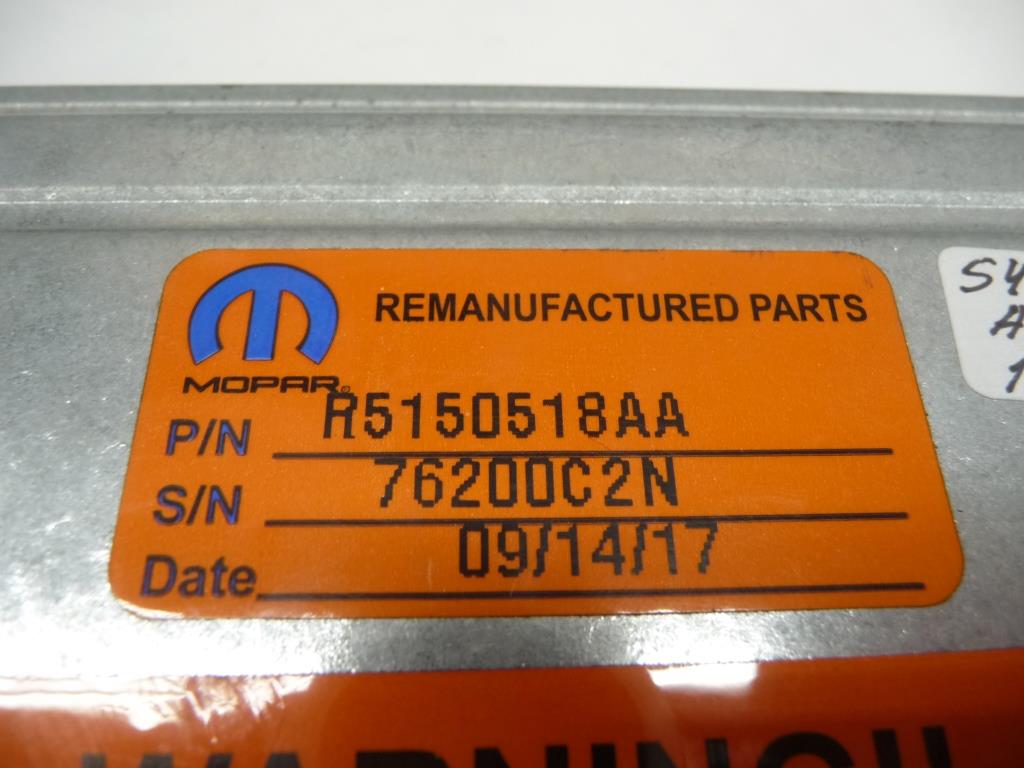 REMANUFACTURED PARTS
MOPAR®
P/N R5150518AA
S/N 76200C2N
Date 09/14/17